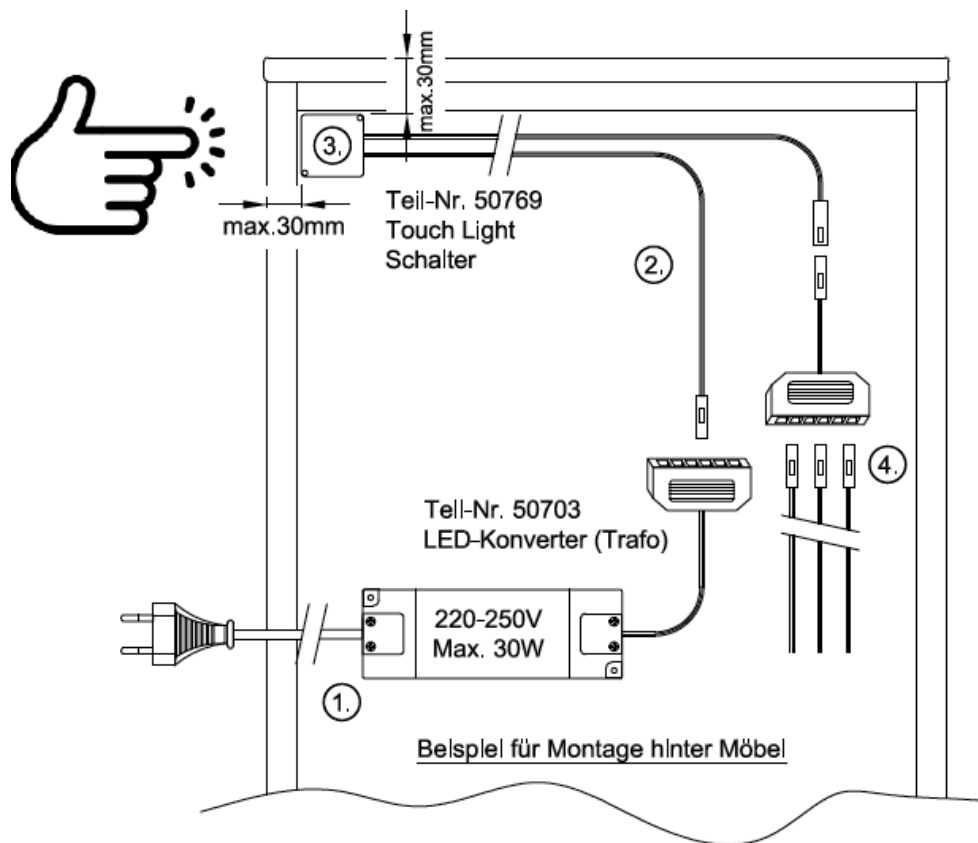 max.30mm
3.
max.30mm
Teil-Nr. 50769
Touch Light
Schalter
2.
4.
Teil-Nr. 50703
LED-Konverter (Trafo)
220-250V
Max. 30W
1.
Beispiel für Montage hinter Möbel